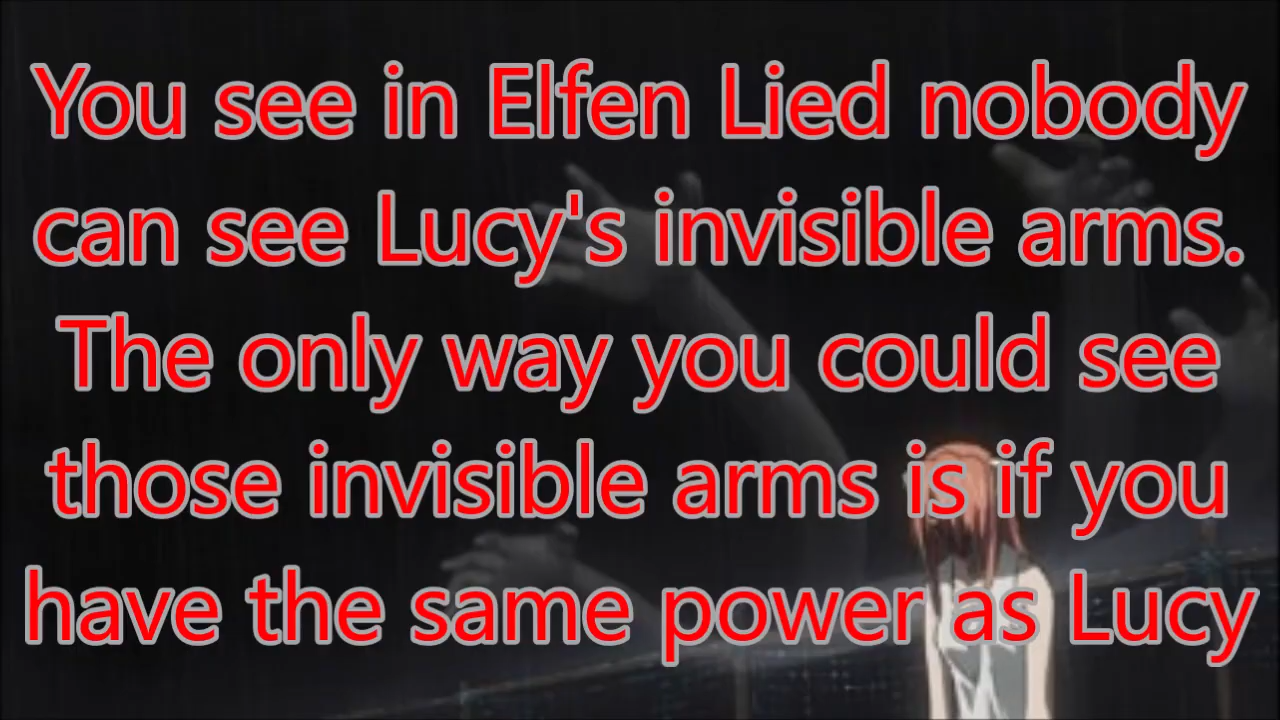 You see in Elfen Lied nobody
can see Lucy's invisible arms.
The only way you could see
those invisible arms is if you
have the same power as Lucy